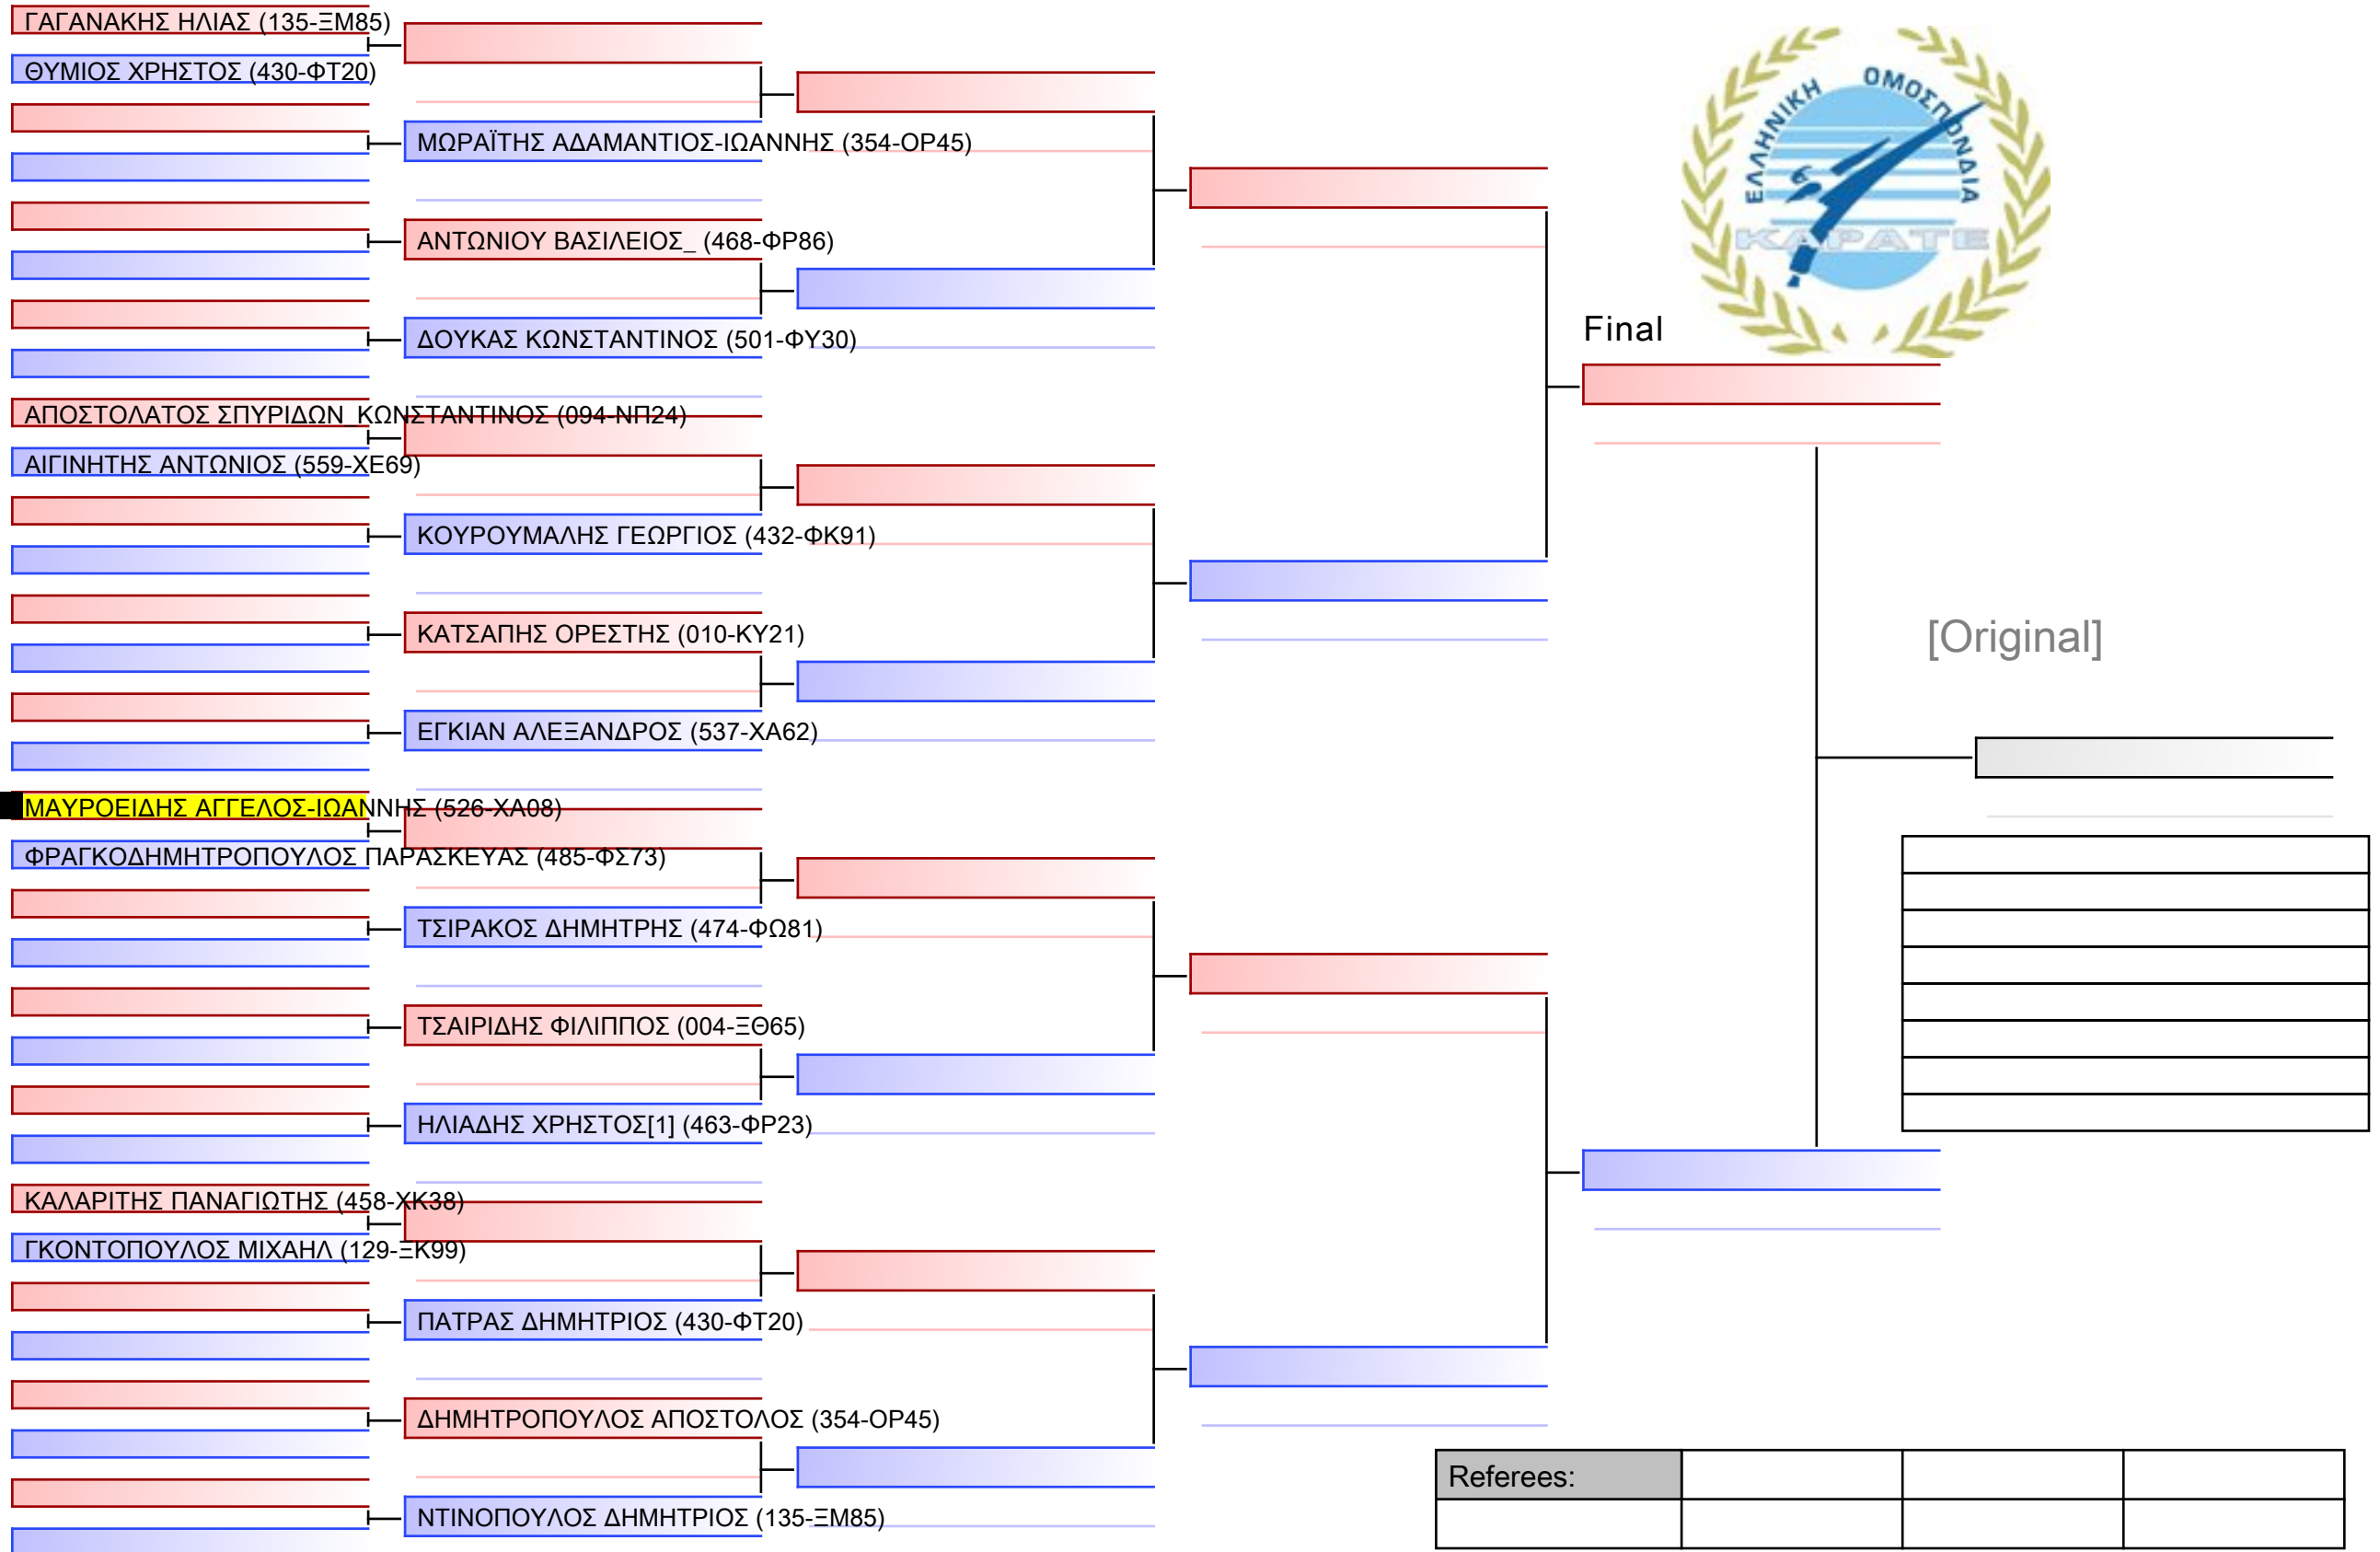 ΓΑΓΑΝΑΚΗΣ ΗΛΙΑΣ (135-ΞΜ85)
ΘΥΜΙΟΣ ΧΡΗΣΤΟΣ (430-ΦΤ20)
ΜΩΡΑΪΤΗΣ ΑΔΑΜΑΝΤΙΟΣ-ΙΩΑΝΝΗΣ (354-ΟΡ45)
ΑΝΤΩΝΙΟΥ ΒΑΣΙΛΕΙΟΣ_ (468-ΦΡ86)
ΔΟΥΚΑΣ ΚΩΝΣΤΑΝΤΙΝΟΣ (501-ΦΥ30)
ΑΠΟΣΤΟΛΑΤΟΣ ΣΠΥΡΙΔΩΝ_ΚΩΝΣΤΑΝΤΙΝΟΣ (094-ΝΠ24)
ΑΙΓΙΝΗΤΗΣ ΑΝΤΩΝΙΟΣ (559-ΧΕ69)
ΚΟΥΡΟΥΜΑΛΗΣ ΓΕΩΡΓΙΟΣ (432-ΦΚ91)
ΚΑΤΣΑΠΗΣ ΟΡΕΣΤΗΣ (010-ΚΥ21)
ΕΓΚΙΑΝ ΑΛΕΞΑΝΔΡΟΣ (537-ΧΑ62)
ΜΑΥΡΟΕΙΔΗΣ ΑΓΓΕΛΟΣ-ΙΩΑΝΝΗΣ (526-ΧΑ08)
ΦΡΑΓΚΟΔΗΜΗΤΡΟΠΟΥΛΟΣ ΠΑΡΑΣΚΕΥΑΣ (485-ΦΣ73)
ΤΣΙΡΑΚΟΣ ΔΗΜΗΤΡΗΣ (474-ΦΩ81)
ΤΣΑΙΡΙΔΗΣ ΦΙΛΙΠΠΟΣ (004-ΞΘ65)
ΗΛΙΑΔΗΣ ΧΡΗΣΤΟΣ[1] (463-ΦΡ23)
ΚΑΛΑΡΙΤΗΣ ΠΑΝΑΓΙΩΤΗΣ (458-ΧΚ38)
ΓΚΟΝΤΟΠΟΥΛΟΣ ΜΙΧΑΗΛ (129-ΞΚ99)
ΠΑΤΡΑΣ ΔΗΜΗΤΡΙΟΣ (430-ΦΤ20)
ΔΗΜΗΤΡΟΠΟΥΛΟΣ ΑΠΟΣΤΟΛΟΣ (354-ΟΡ45)
ΝΤΙΝΟΠΟΥΛΟΣ ΔΗΜΗΤΡΙΟΣ (135-ΞΜ85)
ΕΛΛΗΝΙΚΗ ΟΜΟΣΠΟΝΔΙΑ
ΚΑΡΑΤΕ
Final
[Original]
Referees: